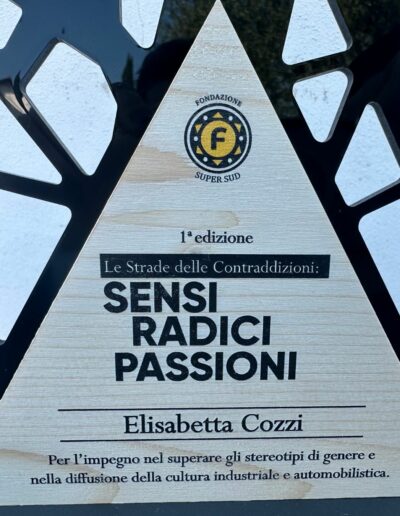 FONDAZIONE
F
SUPER SUD
1ª edizione
Le Strade delle Contraddizioni:
SENSI
RADICI
PASSIONI
Elisabetta Cozzi
Per l'impegno nel superare gli stereotipi di genere e
nella diffusione della cultura industriale e automobilistica.